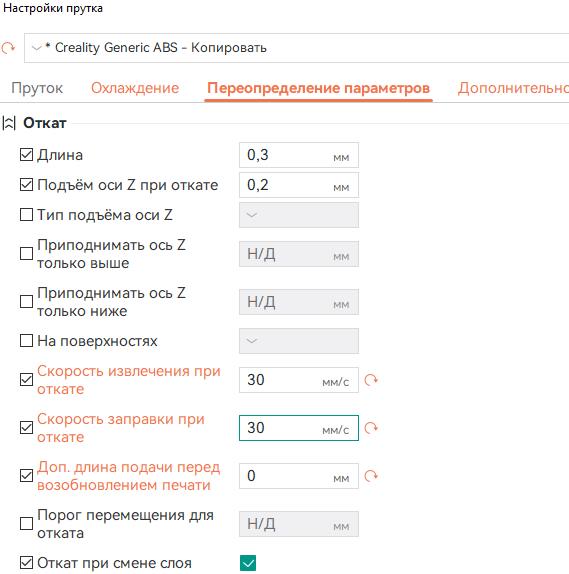 Настройки прутка
* Creality Generic ABS - Копировать
Пруток Охлаждение Переопределение параметров Дополнительно
Откат
Длина 0,3 мм
Подъём оси Z при откате 0,2 мм
Тип подъёма оси Z
Приподнимать ось Z
только выше Н/Д мм
Приподнимать ось Z
только ниже Н/Д мм
На поверхностях
Скорость извлечения при
откате 30 мм/с
Скорость заправки при
откате 30 мм/с
Доп. длина подачи перед
возобновлением печати 0 мм
Порог перемещения для
отката Н/Д мм
Откат при смене слоя